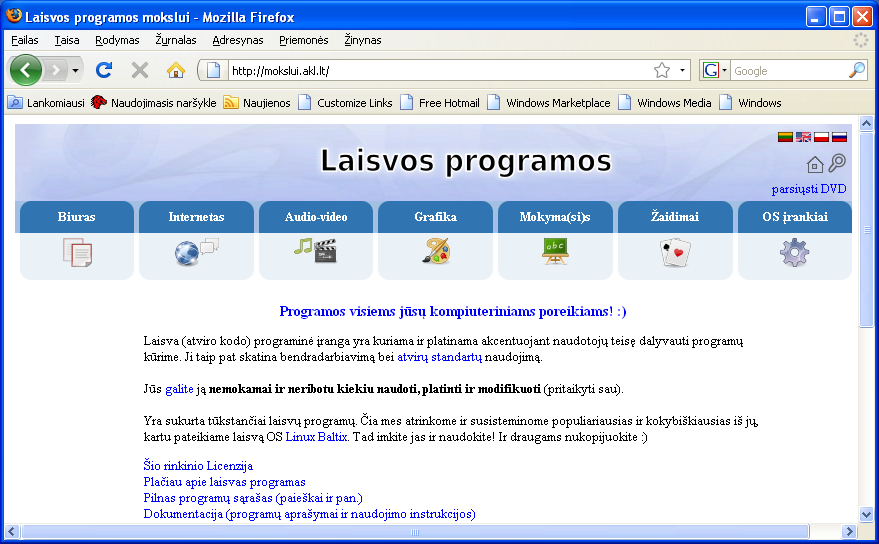 Laisvos programos mokslui - Mozilla Firefox
Failas Taisa Rodymas Žurnalas Adresynas Priemonės Žinynas
http://mokslui.akl.lt/ Google
Lankomiausi Naudojimasis naršykle Naujienos Customize Links Free Hotmail Windows Marketplace Windows Media Windows
Laisvos programos
parsiųsti DVD
Biuras Internetas Audio-video Grafika Mokyma(si)s Žaidimai OS įrankiai
abc
Programos visiems jūsų kompiuteriniams poreikiams! :)
Laisva (atviro kodo) programinė įranga yra kuriama ir platinama akcentuojant naudotojų teisę dalyvauti programų
kūrime. Ji taip pat skatina bendradarbiavimą bei atvirų standartų naudojimą.
Jūs galite ją nemokamai ir neribotu kiekiu naudoti, platinti ir modifikuoti (pritaikyti sau).
Yra sukurta tūkstančiai laisvų programų. Čia mes atrinkome ir susisteminome populiariausias ir kokybiškiausias iš jų,
kartu pateikiame laisvą OS Linux Baltix. Tad imkite jas ir naudokite! Ir draugams nukopijuokite :)
Šio rinkinio Licenzija
Plačiau apie laisvas programas
Pilnas programų sąrašas (paieškai ir pan.)
Dokumentacija (programų aprašymai ir naudojimo instrukcijos)